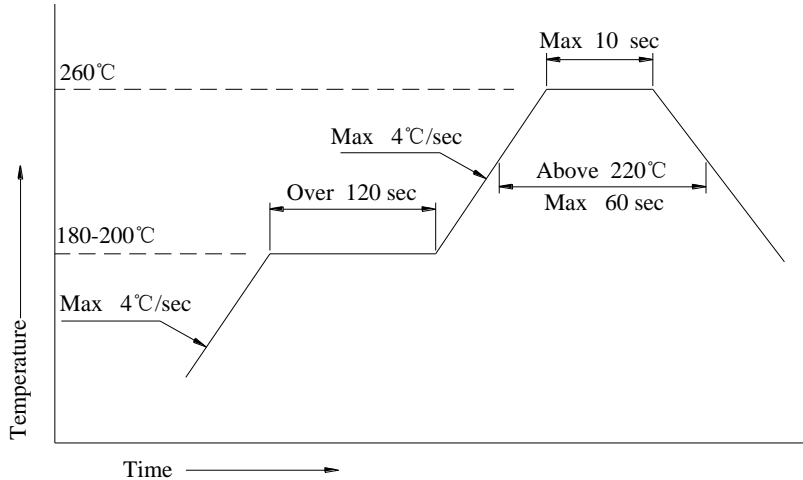 Max 10 sec
260℃
Max 4℃/sec
Above 220℃
Max 60 sec
Over 120 sec
180-200℃
Max 4℃/sec
Temperature
Time